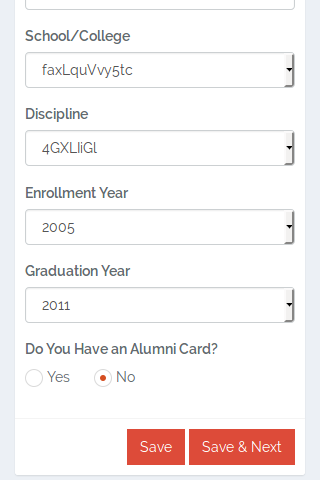 School/College
faxLquVvy5tc
Discipline
4GXLIiGl
Enrollment Year
2005
Graduation Year
2011
Do You Have an Alumni Card?
Yes No
Save Save & Next